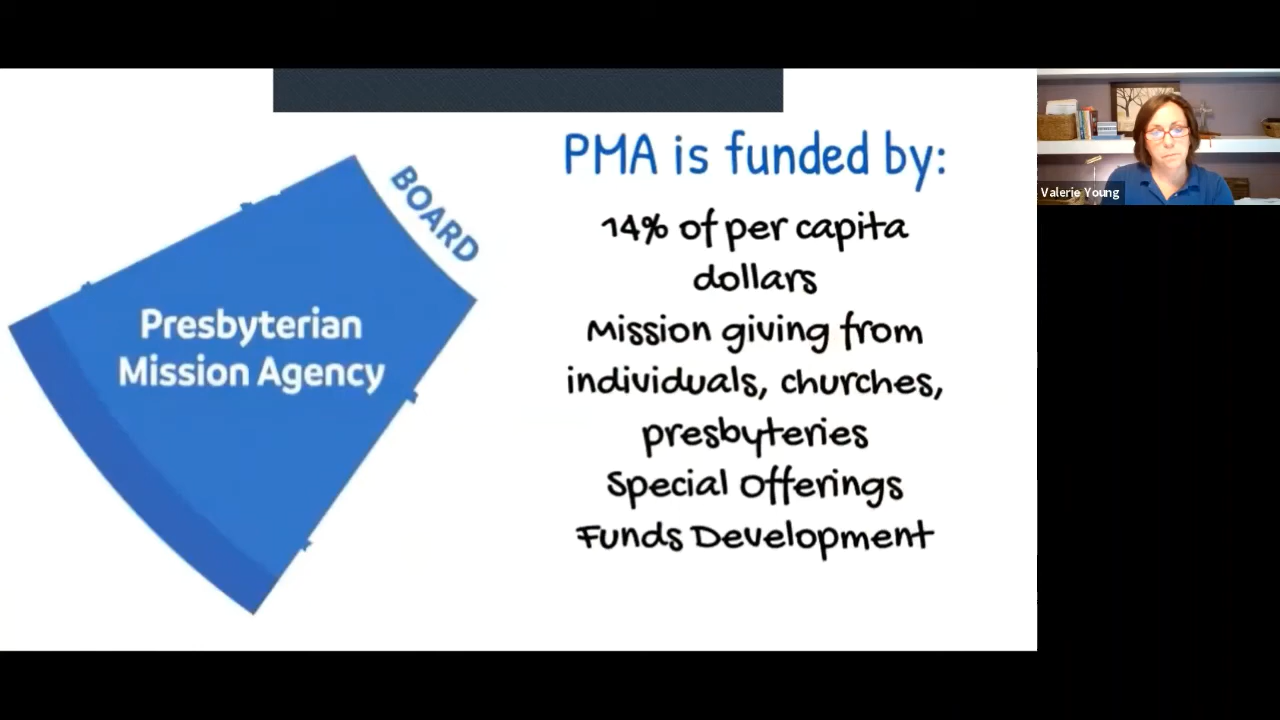 BOARD
Presbyterian
Mission Agency
PMA is funded by:
14% of per capita
dollars
Mission giving from
individuals, churches,
presbyteries
Special Offerings
Funds Development
Valerie Young